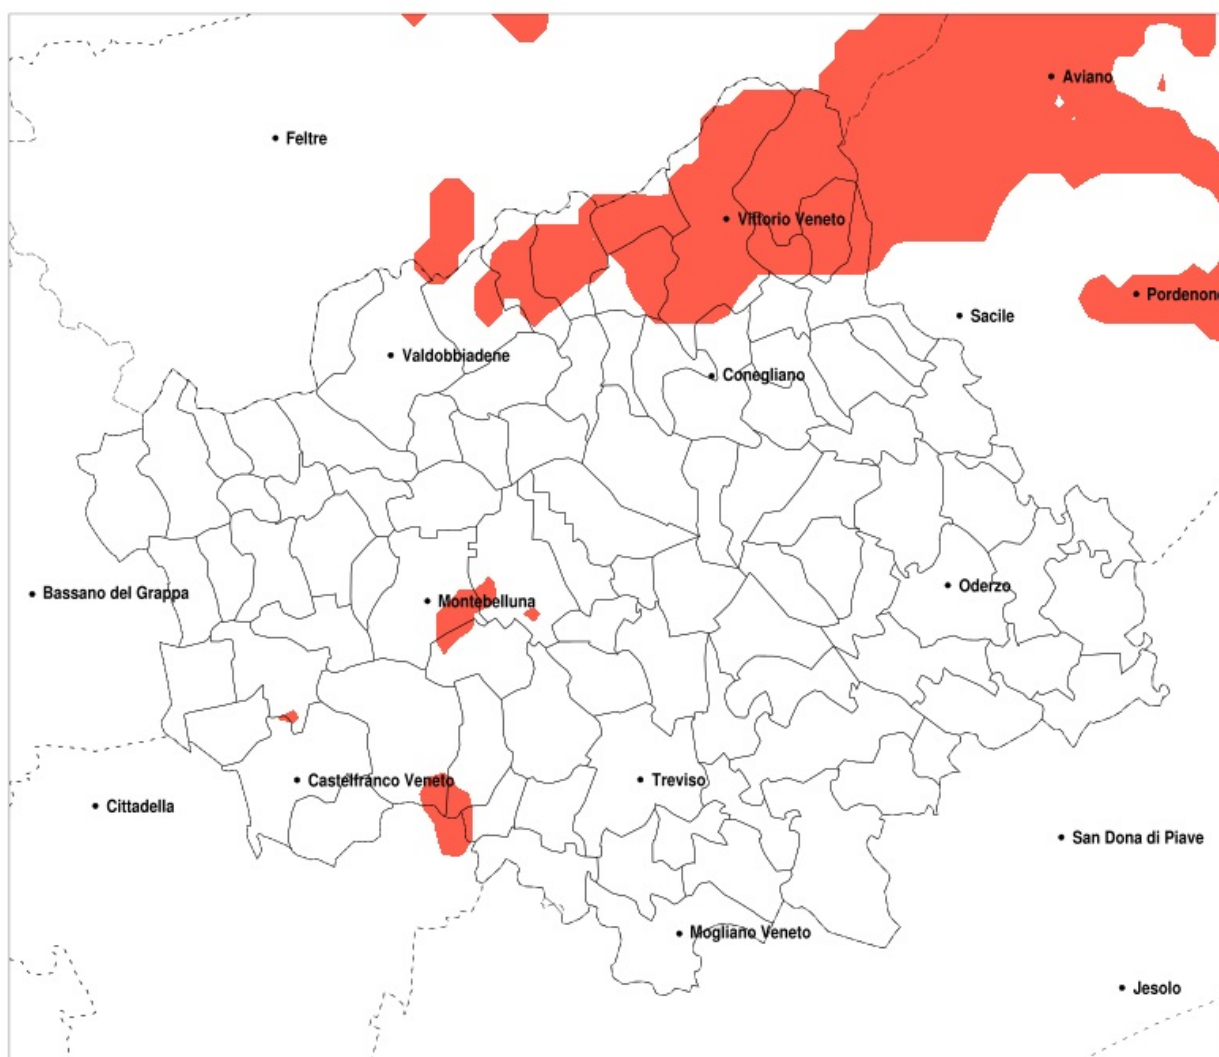 Aviano
Feltre
Vittorio Veneto
Pordenone
Sacile
Valdobbiadene
Conegliano
Oderzo
Bassano del Grappa
Montebelluna
Castelfranco Veneto
Treviso
Cittadella
San Dona di Piave
Mogliano Veneto
Jesolo